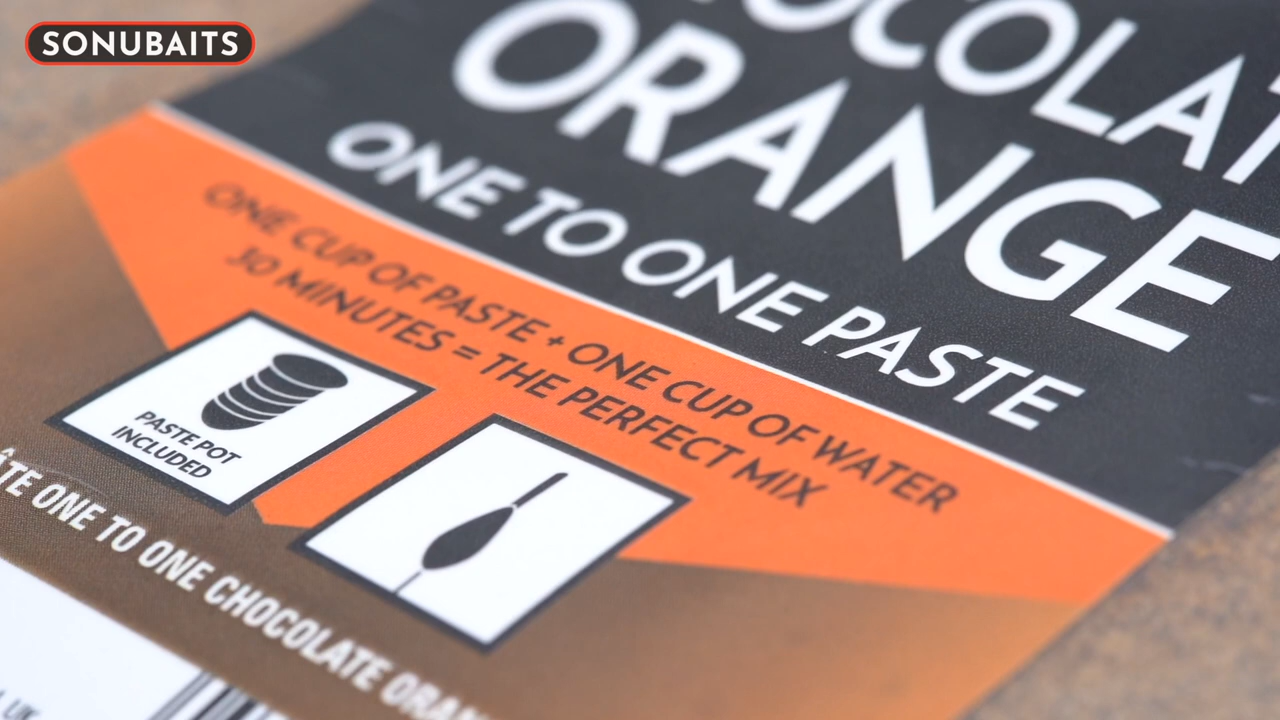 SONUBAITS
ORANGE
ONE TO ONE PASTE
ONE CUP OF PASTE + ONE CUP OF WATER
30 MINUTES = THE PERFECT MIX
PASTE POT
INCLUDED
ONE TO ONE CHOCOLATE